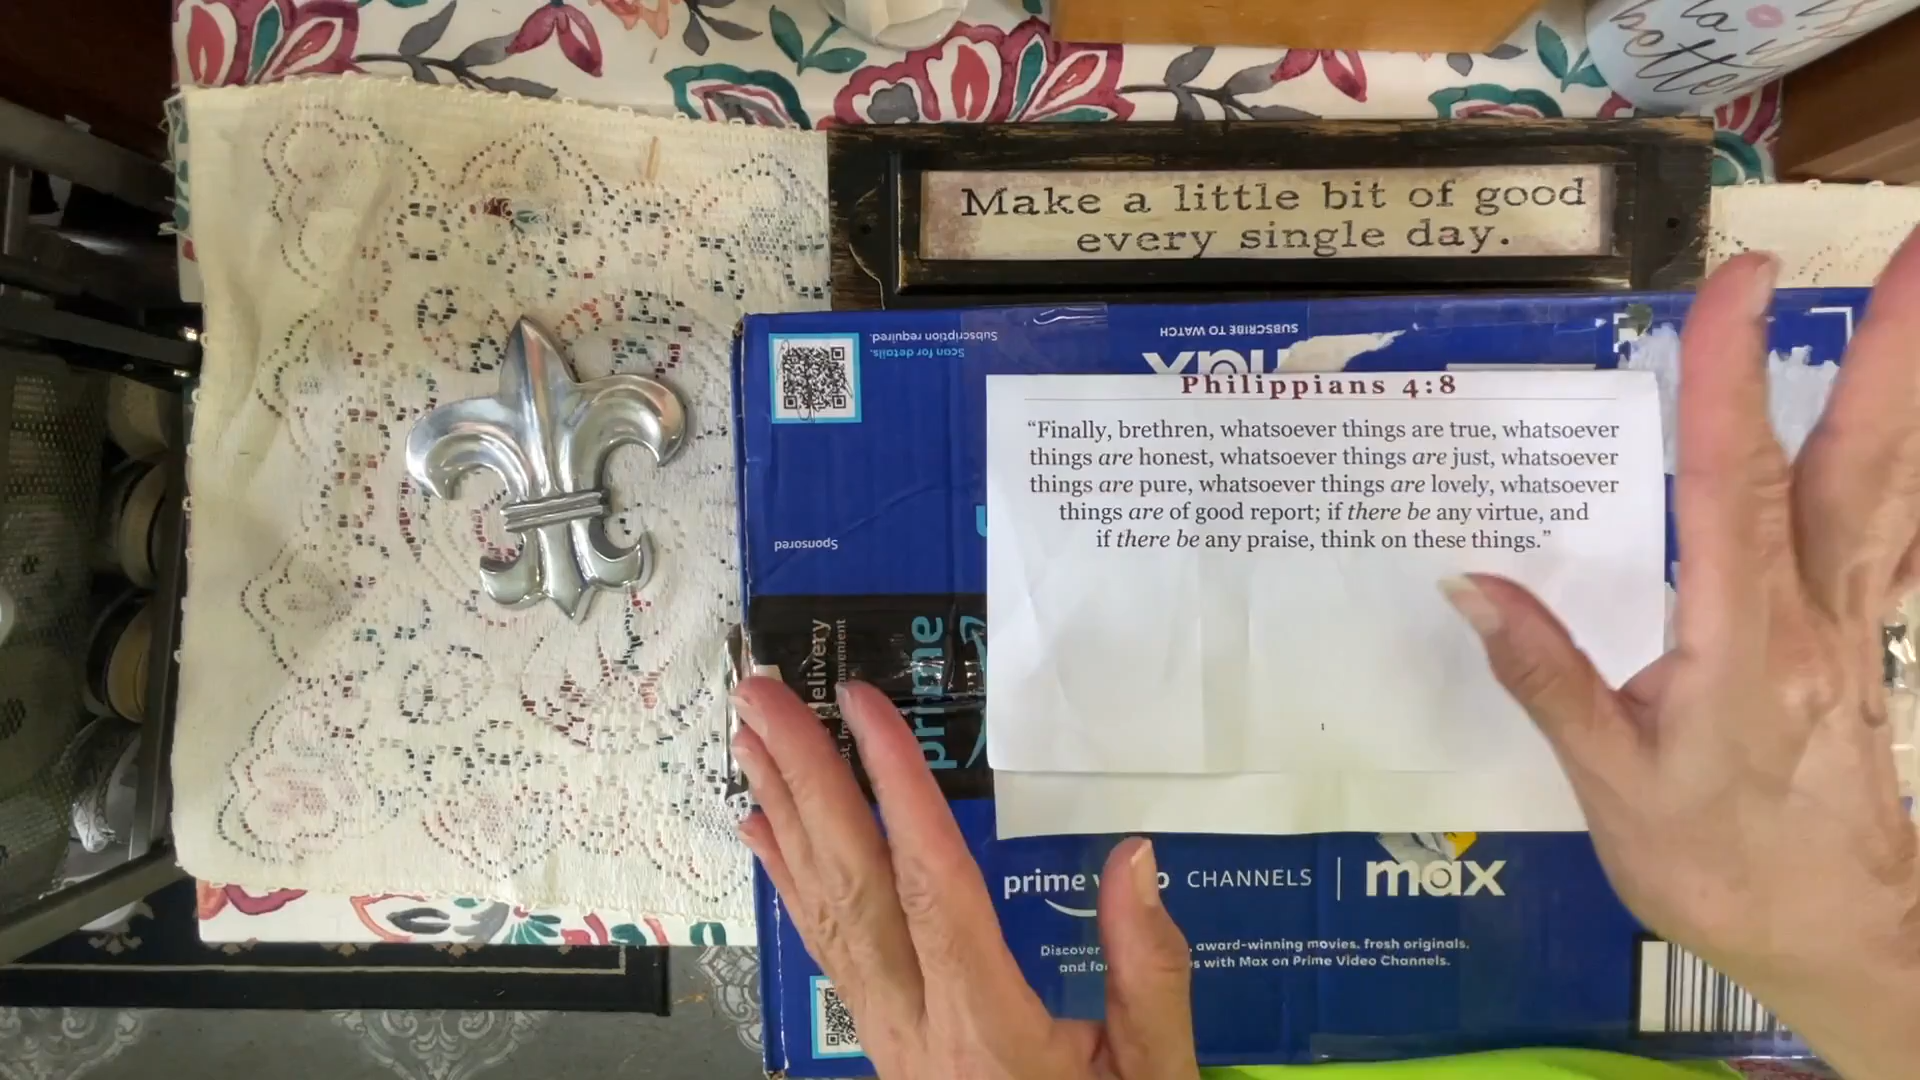 la
better
Make a little bit of good
every single day.
Subscription required.
Scan for details.
SUBSCRIBE TO WATCH
max
Philippians 4:8
“Finally, brethren, whatsoever things are true, whatsoever
things are honest, whatsoever things are just, whatsoever
things are pure, whatsoever things are lovely, whatsoever
things are of good report; if there be any virtue, and
if there be any praise, think on these things.”
1
Sponsored
prime
prime CHANNELS | max
Discover , award-winning movies, fresh originals,
and with Max on Prime Video Channels.